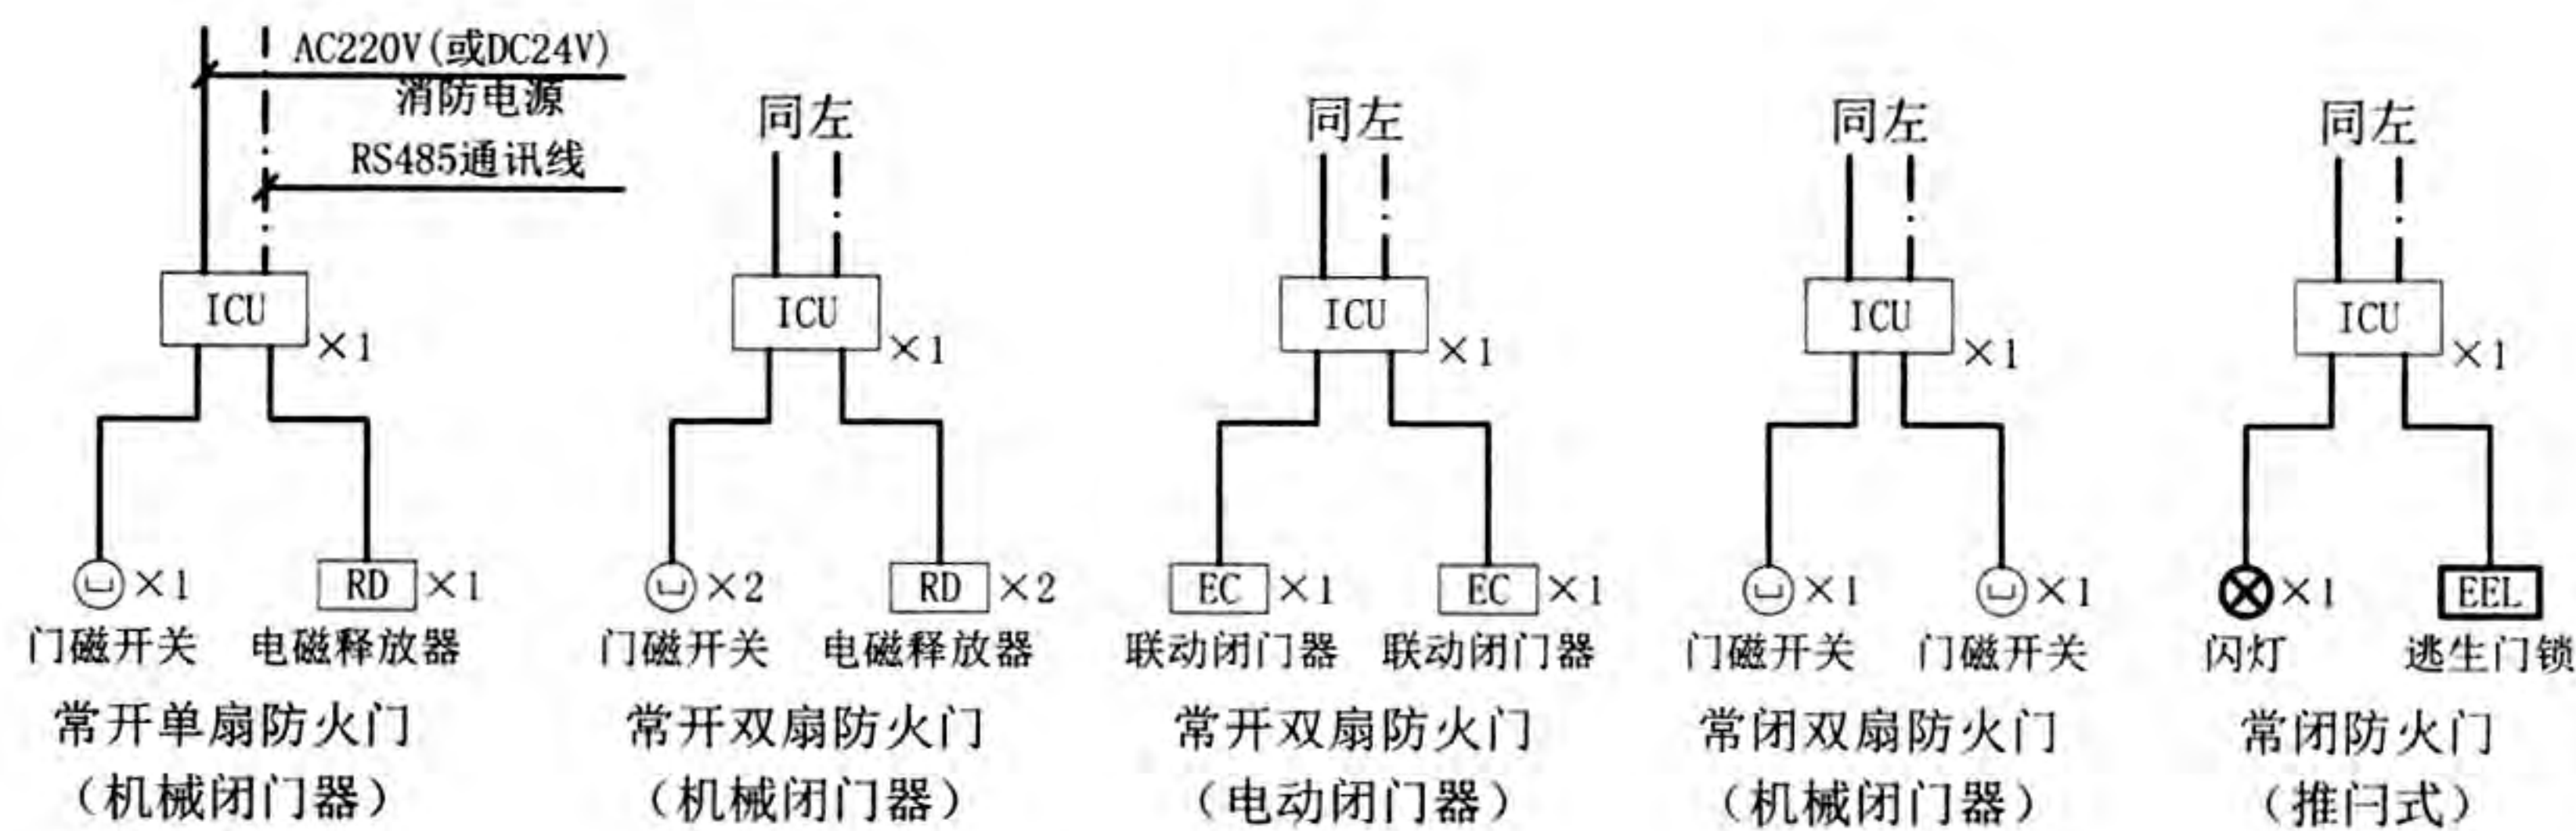 AC220V(或DC24V)
消防电源
RS485通讯线
同左
同左
同左
同左
ICU
×1
ICU
×1
ICU
×1
ICU
×1
ICU
×1
×1
RD
×1
×2
RD
×2
EC
×1
EC
×1
×1
×1
×1
EEL
门磁开关
电磁释放器
门磁开关
电磁释放器
联动闭门器
联动闭门器
门磁开关
门磁开关
闪灯
逃生门锁
常开单扇防火门
(机械闭门器)
常开双扇防火门
(机械闭门器)
常开双扇防火门
(电动闭门器)
常闭双扇防火门
(机械闭门器)
常闭防火门
(推闩式)